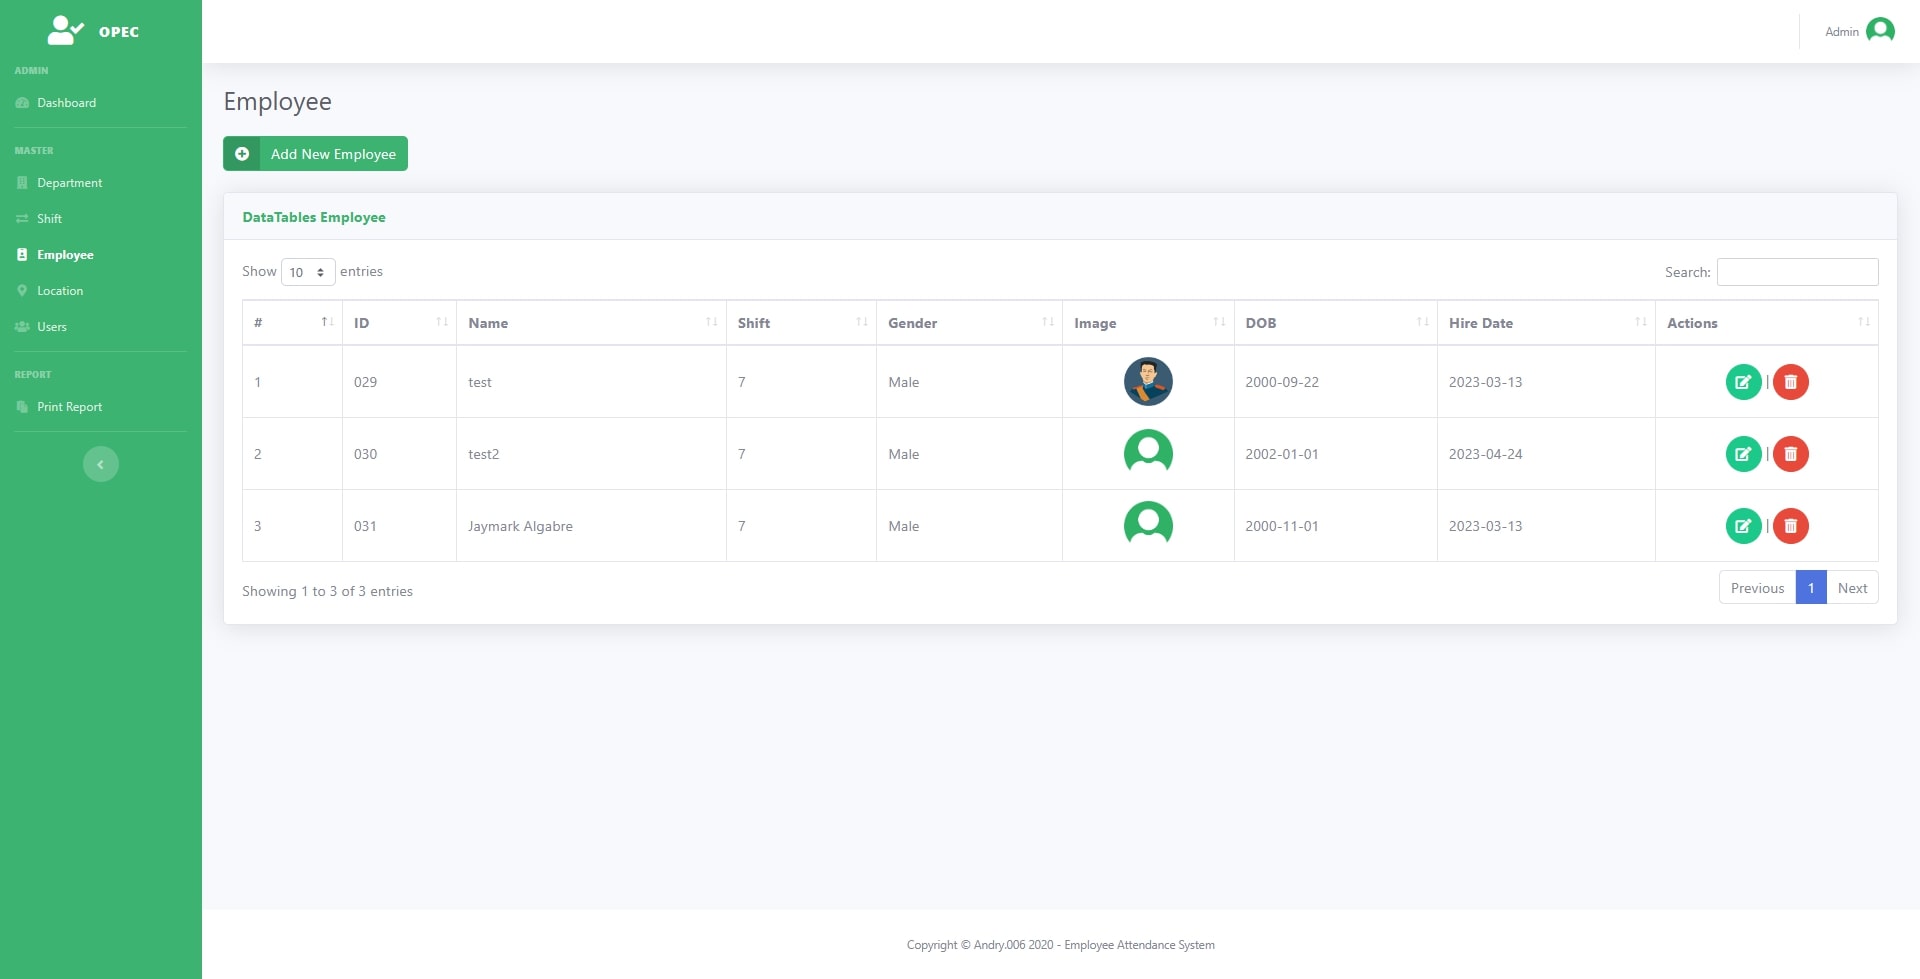 OPEC
Admin
ADMIN
Dashboard
MASTER
Department
Shift
Employee
Location
Users
REPORT
Print Report
Employee
Add New Employee
DataTables Employee
Show 10 entries
Search:
# ID Name Shift Gender Image DOB Hire Date Actions
1 029 test 7 Male 2000-09-22 2023-03-13 |
2 030 test2 7 Male 2002-01-01 2023-04-24 |
3 031 Jaymark Algabre 7 Male 2000-11-01 2023-03-13 |
Showing 1 to 3 of 3 entries
Previous 1 Next
Copyright © Andry.006 2020 - Employee Attendance System